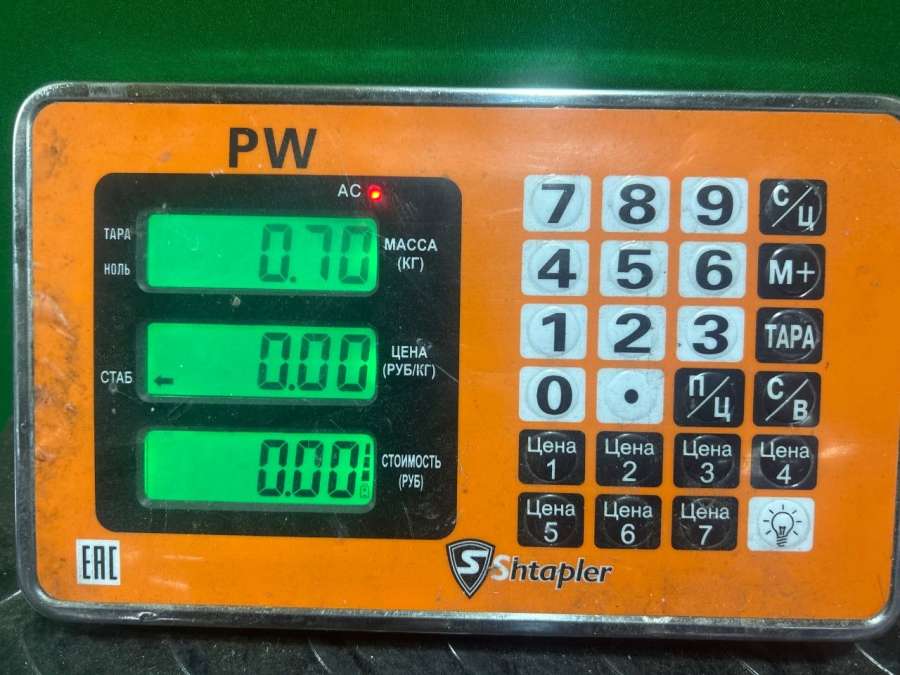 PW
AC
ТАРА
НОЛЬ
0.70
МАССА
(КГ)
СТАБ
0.00
ЦЕНА
(РУБ/КГ)
0.00
СТОИМОСТЬ
(РУБ)
7 8 9 С/Ц
4 5 6 М+
1 2 3 ТАРА
0 . П/Ц С/В
Цена 1 Цена 2 Цена 3 Цена 4
Цена 5 Цена 6 Цена 7
EAC
S Shtapler